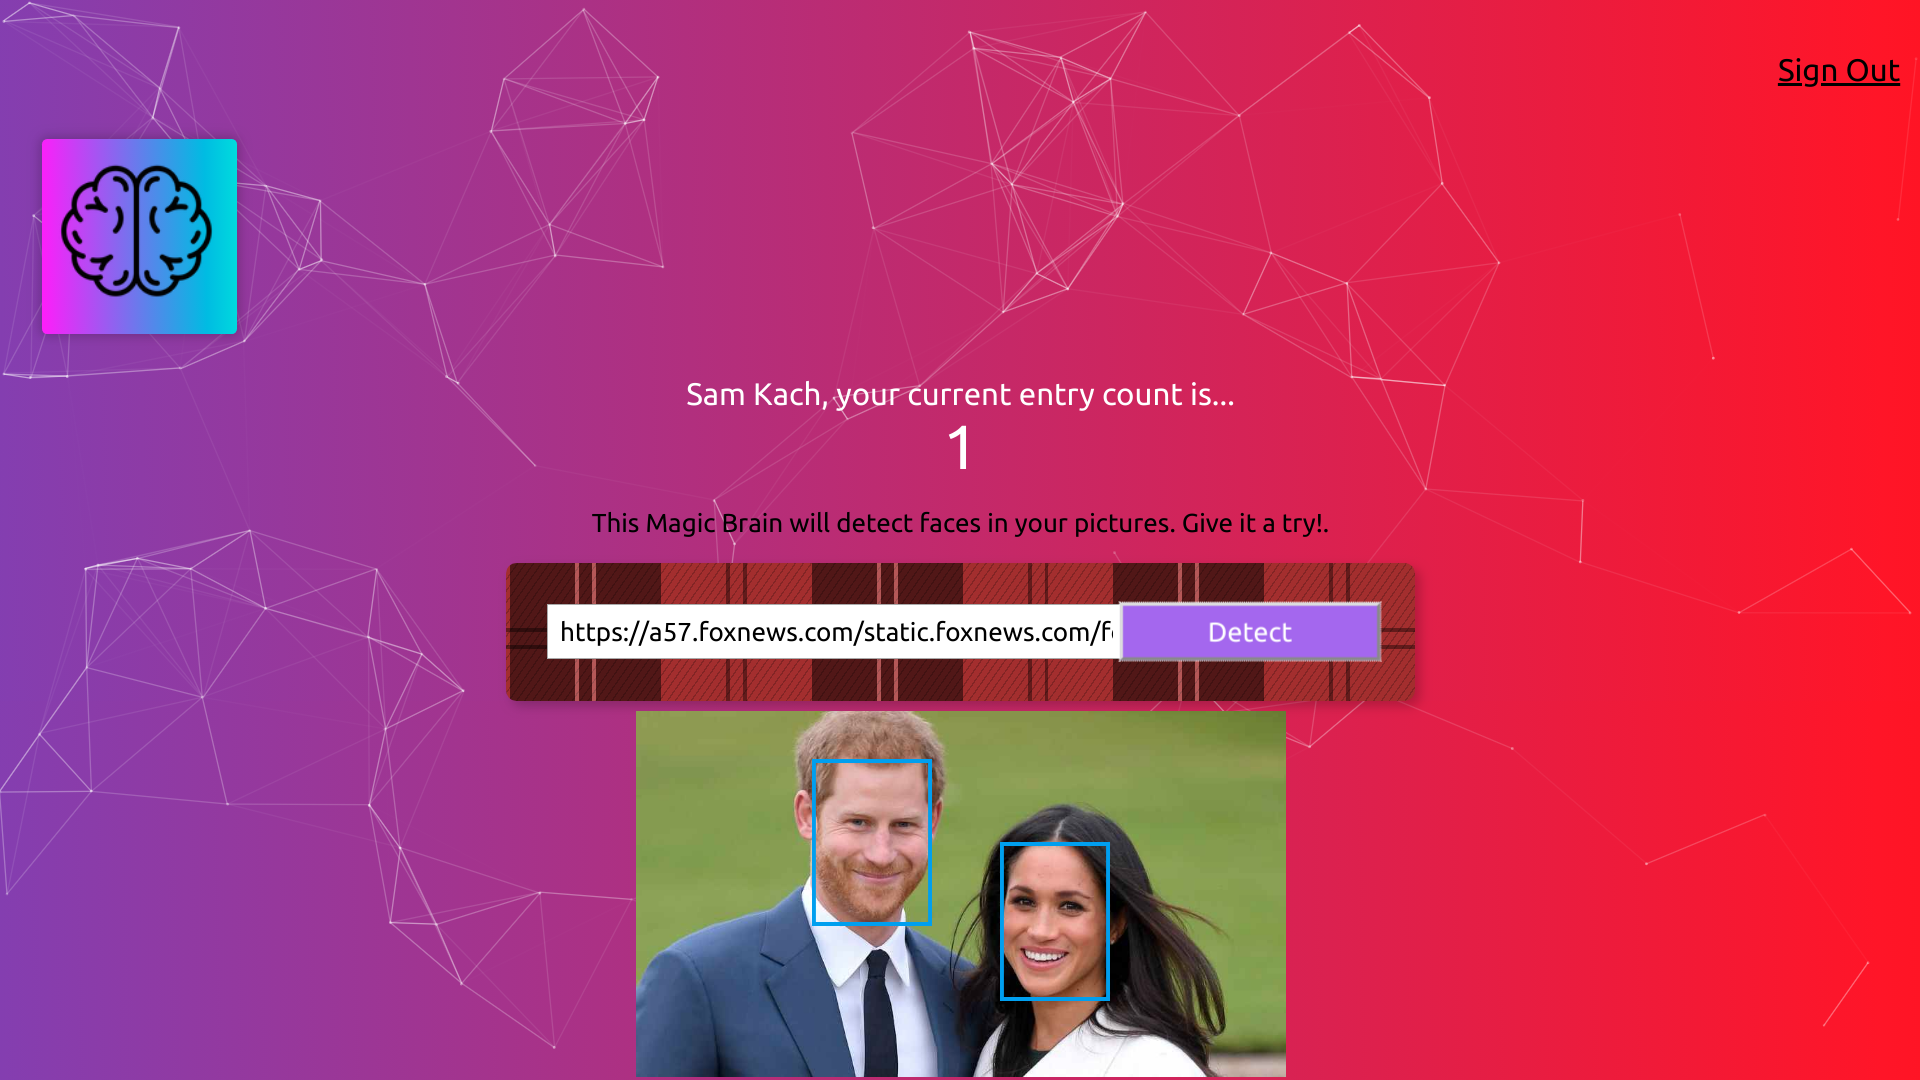 Sign Out
Sam Kach, your current entry count is...
1
This Magic Brain will detect faces in your pictures. Give it a try!.
https://a57.foxnews.com/static.foxnews.com/fo
Detect